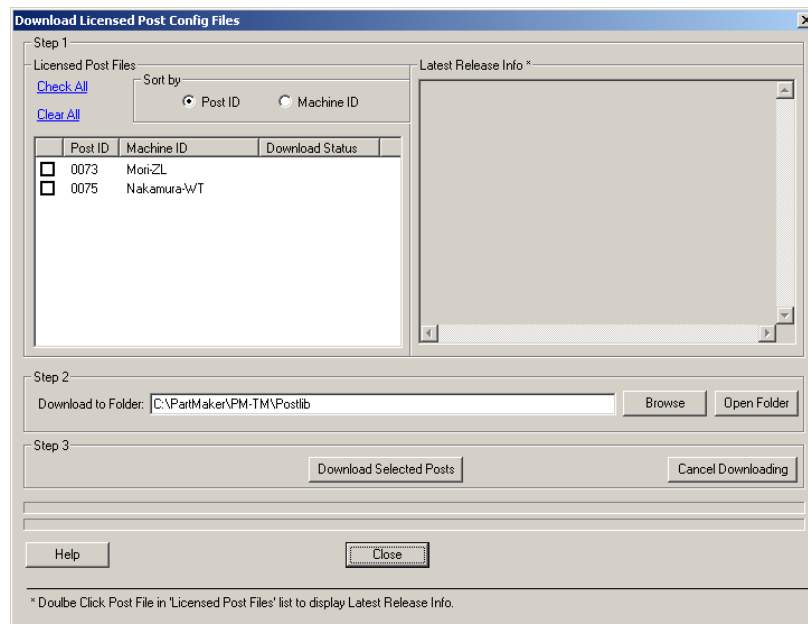 Download Licensed Post Config Files
Step 1
Licensed Post Files
Check All
Clear All
Sort by
Post ID
Machine ID
Post ID Machine ID Download Status
0073 Mori-ZL
0075 Nakamura-WT
Latest Release Info *
Step 2
Download to Folder: C:\PartMaker\PM-TM\Postlib Browse Open Folder
Step 3
Download Selected Posts Cancel Downloading
Help Close
* Doulbe Click Post File in 'Licensed Post Files' list to display Latest Release Info.